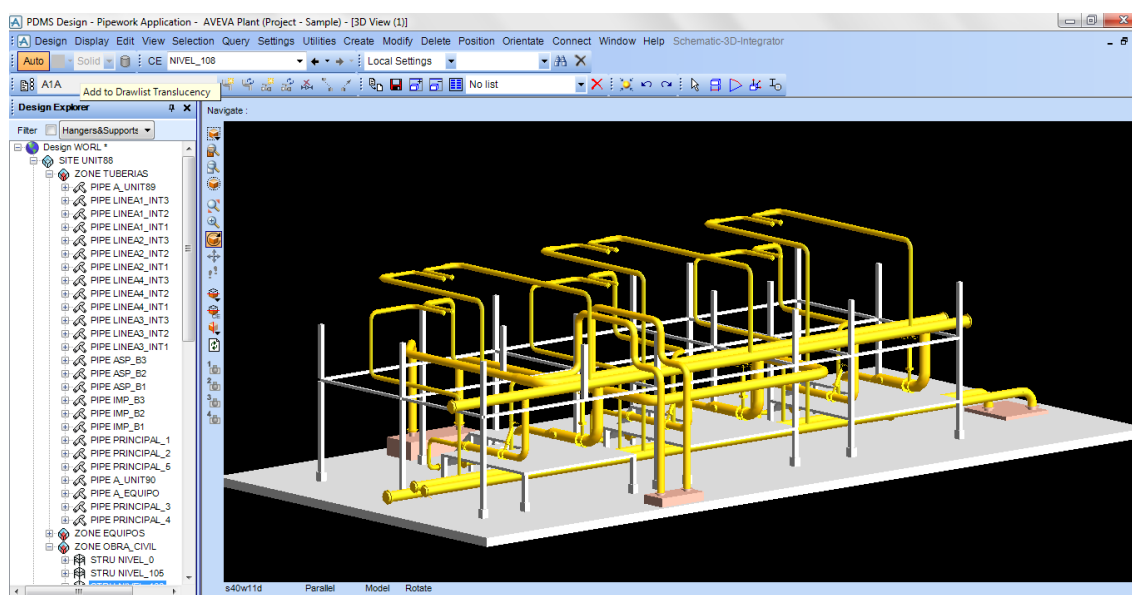 PDMS Design - Pipework Application - AVEVA Plant (Project - Sample) - [3D View (1)]
Design Display Edit View Selection Query Settings Utilities Create Modify Delete Position Orientate Connect Window Help Schematic-3D-Integrator
Auto Solid CE NIVEL_108 Local Settings
A1A No list
Add to Drawlist Translucency
Design Explorer
Navigate :
Filter Hangers&Supports
Design WORL *
SITE UNIT88
ZONE TUBERIAS
PIPE A_UNIT89
PIPE LINEA1_INT3
PIPE LINEA1_INT2
PIPE LINEA1_INT1
PIPE LINEA2_INT3
PIPE LINEA2_INT2
PIPE LINEA2_INT1
PIPE LINEA4_INT3
PIPE LINEA4_INT2
PIPE LINEA4_INT1
PIPE LINEA3_INT3
PIPE LINEA3_INT2
PIPE LINEA3_INT1
PIPE ASP_B3
PIPE ASP_B2
PIPE ASP_B1
PIPE IMP_B3
PIPE IMP_B2
PIPE IMP_B1
PIPE PRINCIPAL_1
PIPE PRINCIPAL_2
PIPE PRINCIPAL_5
PIPE A_UNIT90
PIPE A_EQUIPO
PIPE PRINCIPAL_3
PIPE PRINCIPAL_4
ZONE EQUIPOS
ZONE OBRA_CIVIL
STRU NIVEL_0
STRU NIVEL_105
s40w11d Parallel Model Rotate